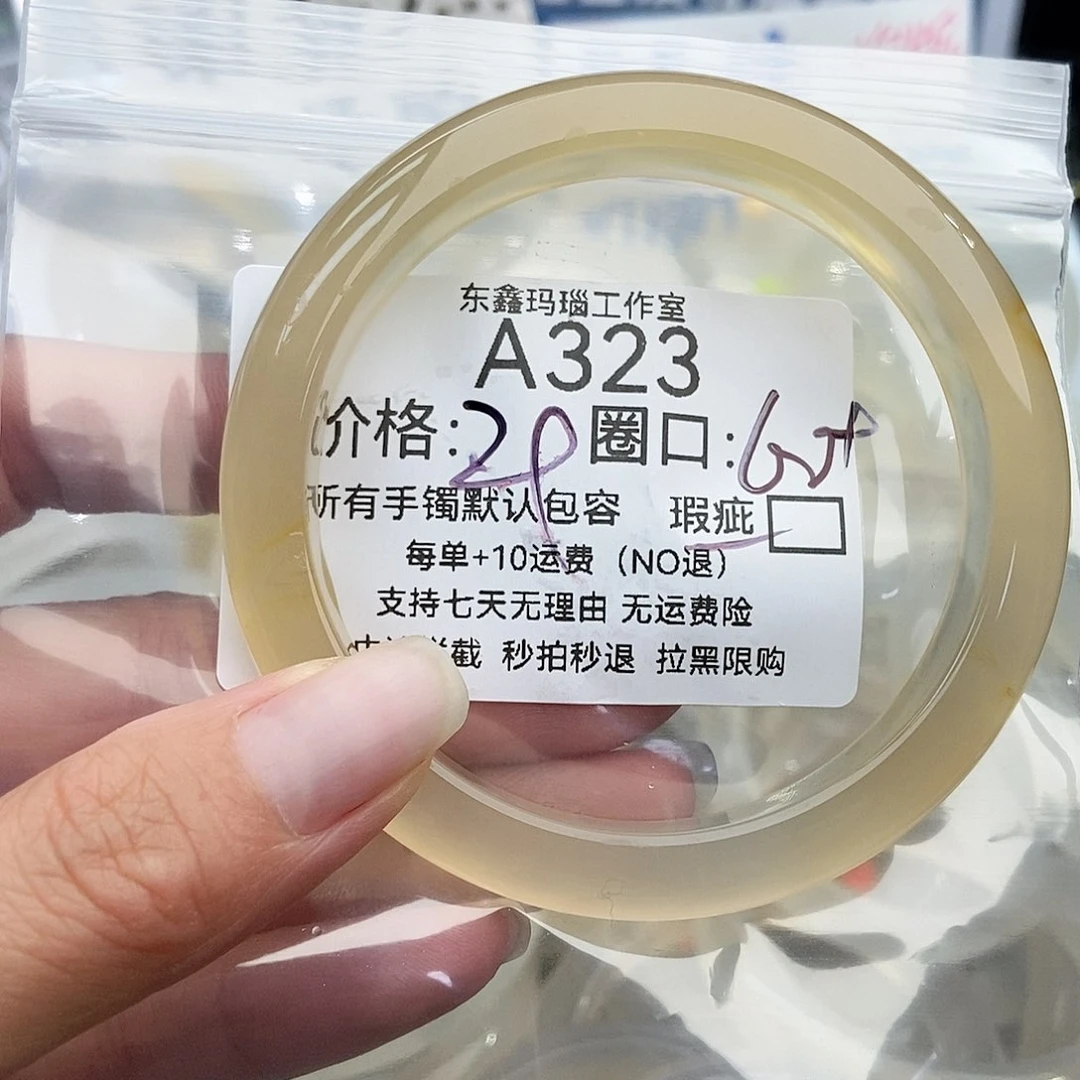 东鑫玛瑙工作室
A323
价格: 圈口:
所有手镯默认包容 瑕疵
每单+10运费 (NO退)
支持七天无理由 无运费险
拦截 秒拍秒退 拉黑限购